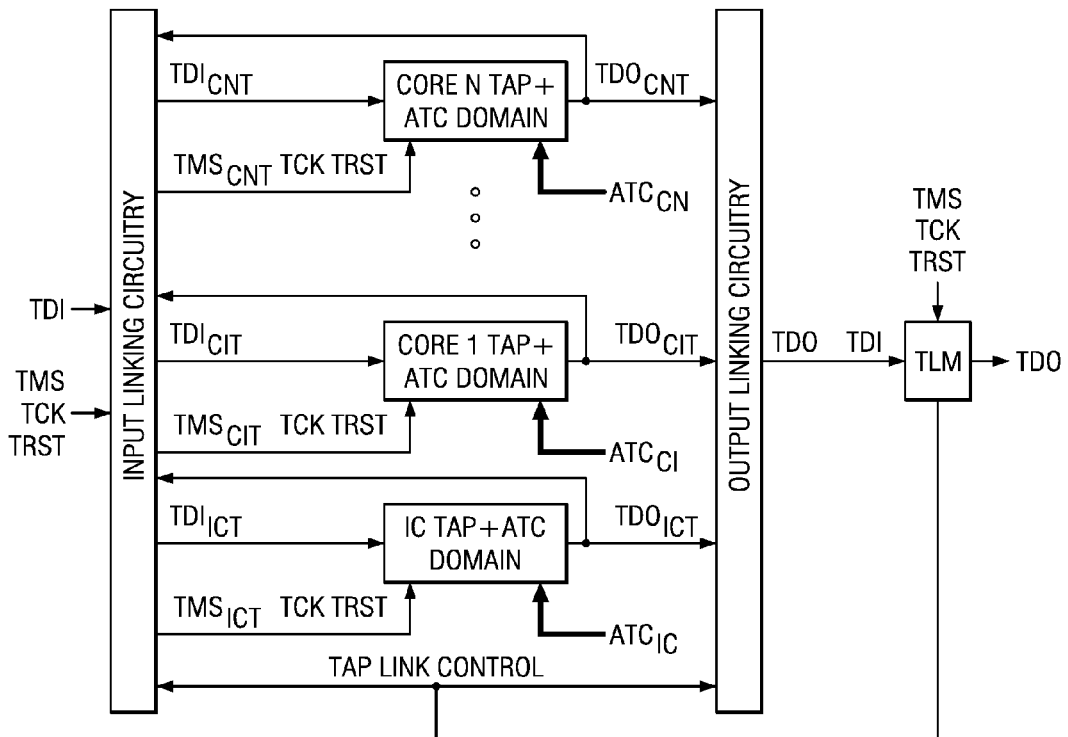 TDI CNT
CORE N TAP+
ATC DOMAIN
TDO CNT
TMS CNT TCK TRST
ATC CN
INPUT LINKING CIRCUITRY
OUTPUT LINKING CIRCUITRY
TMS
TCK
TRST
TDI
TMS
TCK
TRST
TDI CIT
CORE 1 TAP+
ATC DOMAIN
TDO CIT
TMS CIT TCK TRST
ATC CI
TDO TDI
TLM
TDO
TDI ICT
IC TAP+ATC
DOMAIN
TDO ICT
TMS ICT TCK TRST
ATC IC
TAP LINK CONTROL